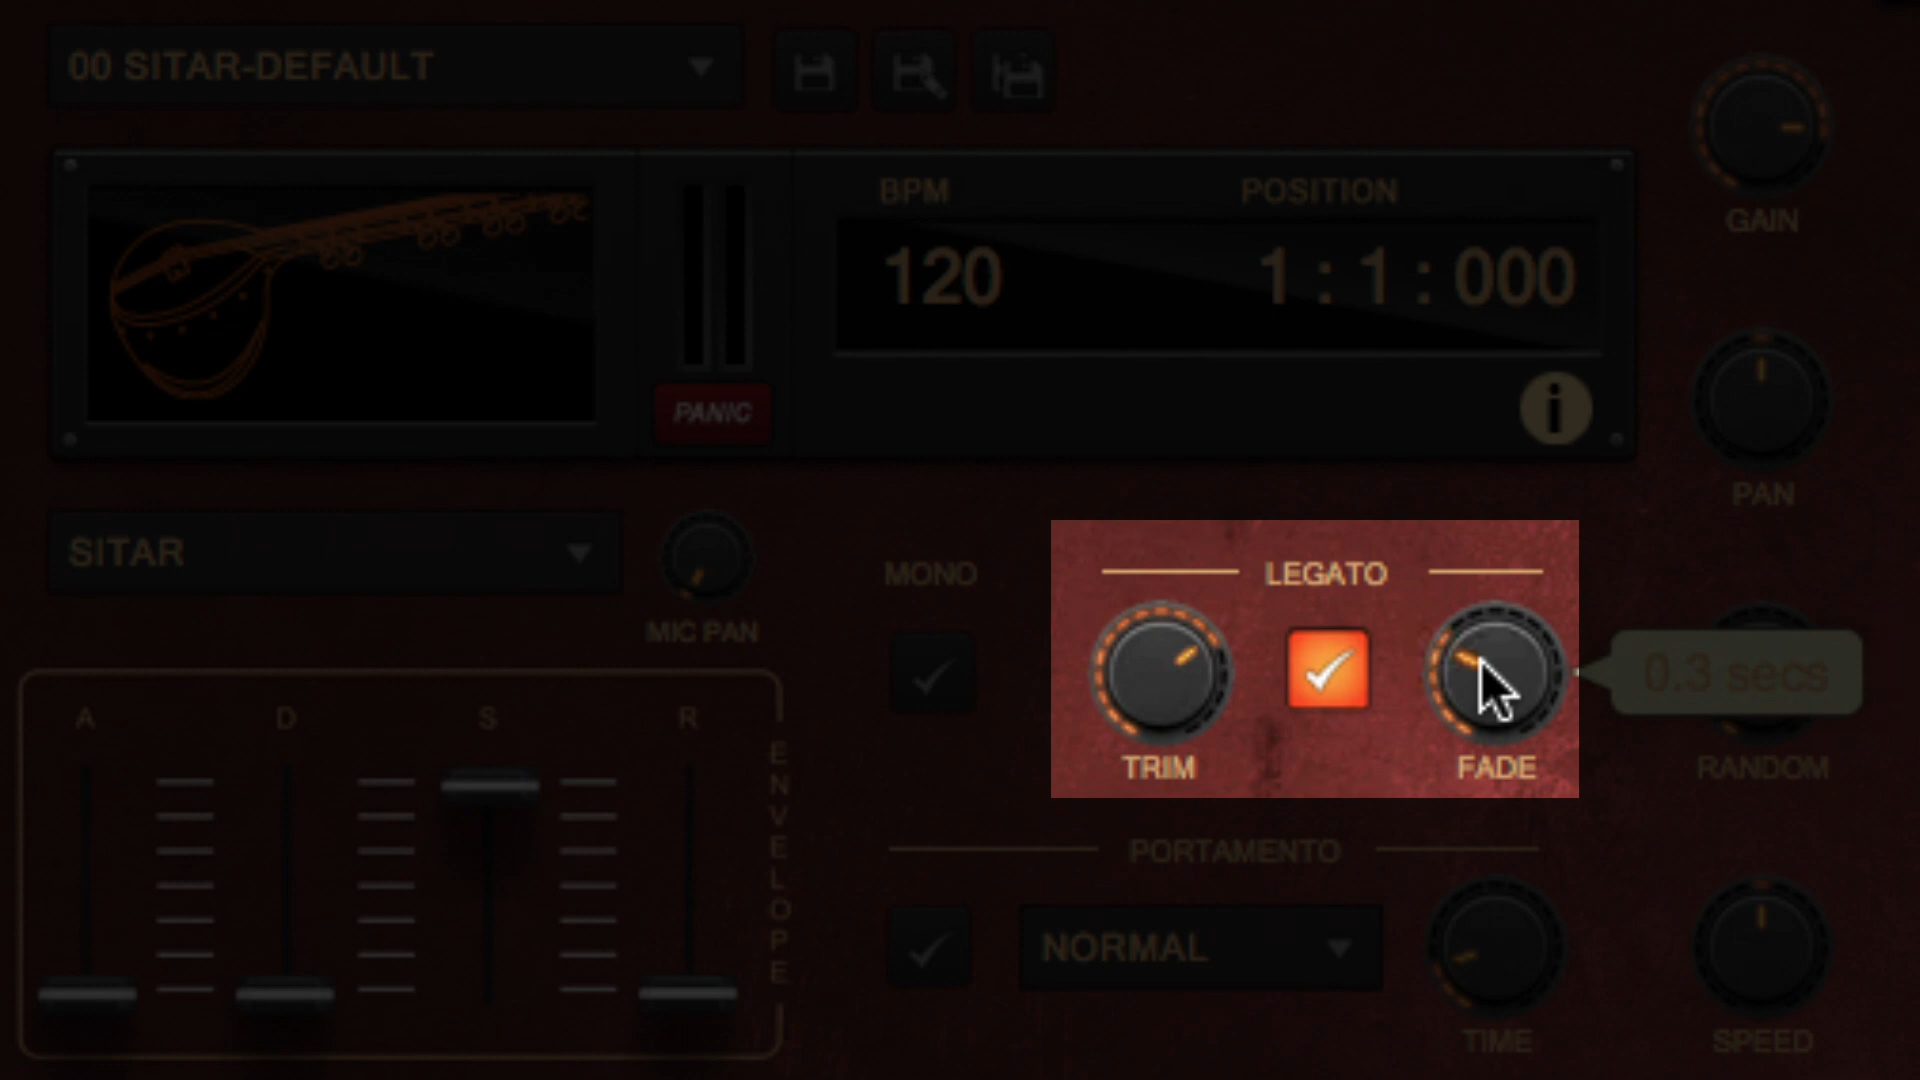 00 SITAR-DEFAULT
BPM
POSITION
120
1 : 1 : 000
PANIC
i
GAIN
PAN
SITAR
MIC PAN
MONO
LEGATO
TRIM
FADE
0.3 secs
RANDOM
A
D
S
R
ENVELOPE
PORTAMENTO
NORMAL
TIME
SPEED